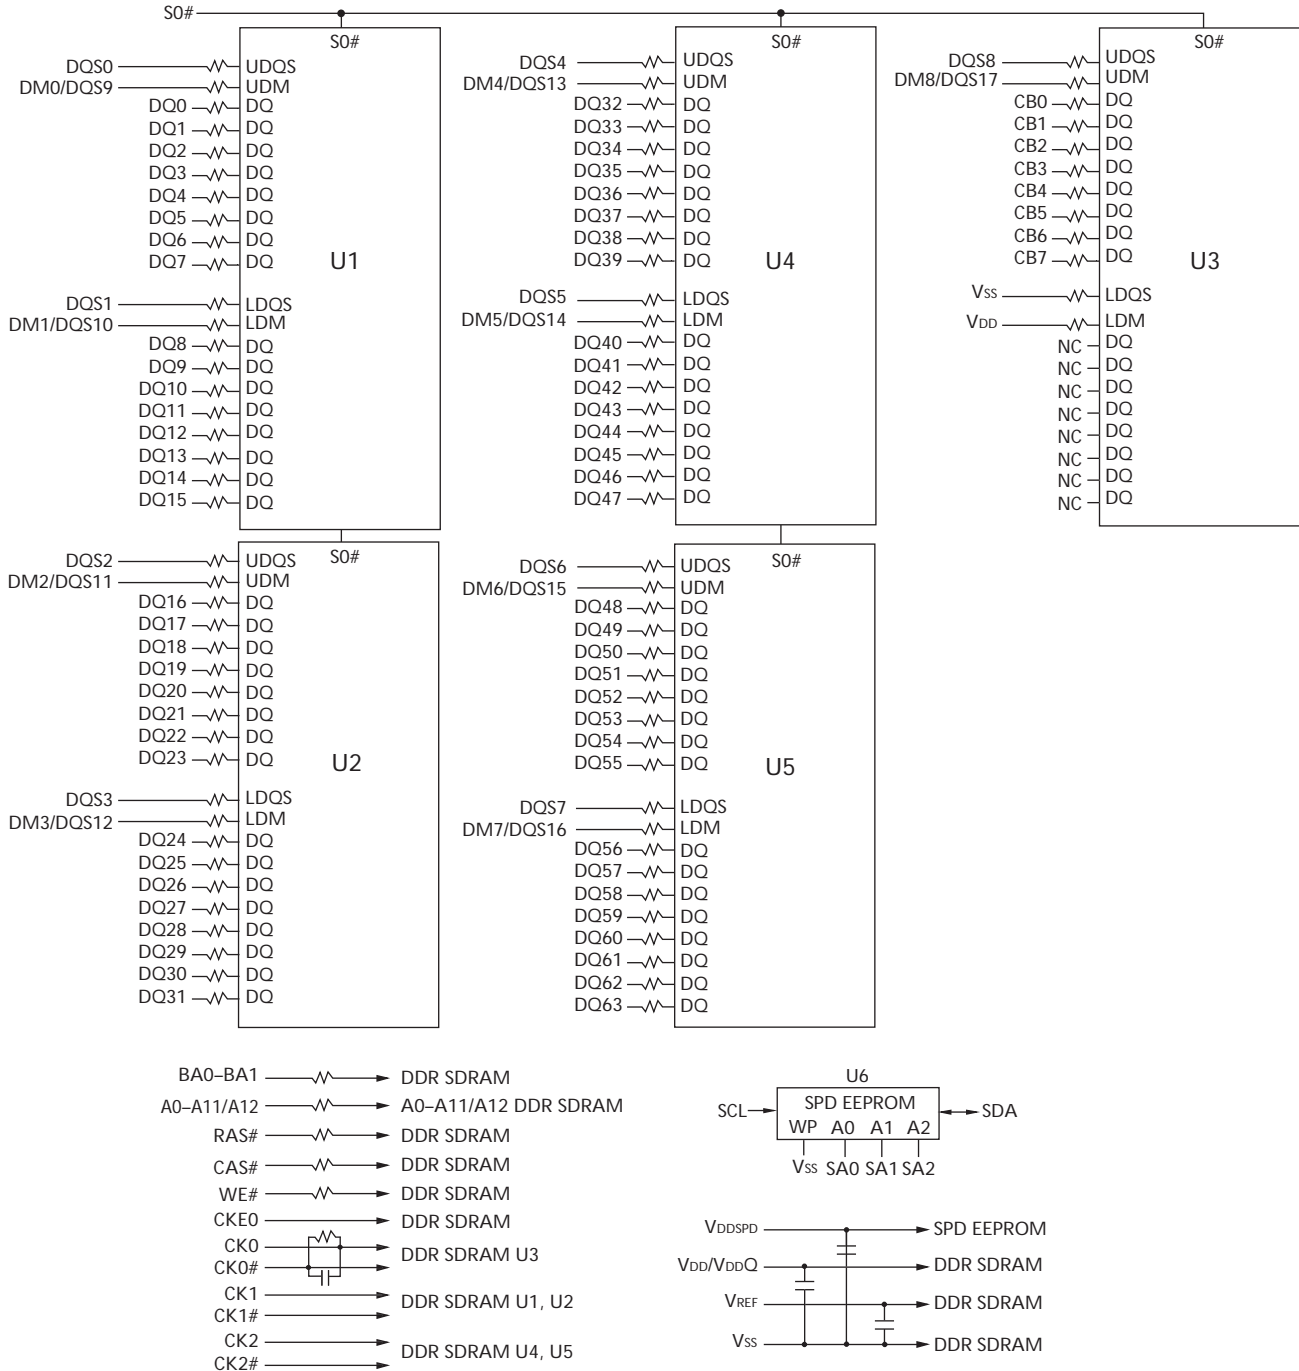 S0#
S0#
DQS0 UDQS
DM0/DQS9 UDM
DQ0 DQ
DQ1 DQ
DQ2 DQ
DQ3 DQ
DQ4 DQ
DQ5 DQ
DQ6 DQ
DQ7 DQ
U1
DQS1 LDQS
DM1/DQS10 LDM
DQ8 DQ
DQ9 DQ
DQ10 DQ
DQ11 DQ
DQ12 DQ
DQ13 DQ
DQ14 DQ
DQ15 DQ
S0#
DQS2 UDQS
DM2/DQS11 UDM
DQ16 DQ
DQ17 DQ
DQ18 DQ
DQ19 DQ
DQ20 DQ
DQ21 DQ
DQ22 DQ
DQ23 DQ
U2
DQS3 LDQS
DM3/DQS12 LDM
DQ24 DQ
DQ25 DQ
DQ26 DQ
DQ27 DQ
DQ28 DQ
DQ29 DQ
DQ30 DQ
DQ31 DQ
S0#
DQS4 UDQS
DM4/DQS13 UDM
DQ32 DQ
DQ33 DQ
DQ34 DQ
DQ35 DQ
DQ36 DQ
DQ37 DQ
DQ38 DQ
DQ39 DQ
U4
DQS5 LDQS
DM5/DQS14 LDM
DQ40 DQ
DQ41 DQ
DQ42 DQ
DQ43 DQ
DQ44 DQ
DQ45 DQ
DQ46 DQ
DQ47 DQ
S0#
DQS6 UDQS
DM6/DQS15 UDM
DQ48 DQ
DQ49 DQ
DQ50 DQ
DQ51 DQ
DQ52 DQ
DQ53 DQ
DQ54 DQ
DQ55 DQ
U5
DQS7 LDQS
DM7/DQS16 LDM
DQ56 DQ
DQ57 DQ
DQ58 DQ
DQ59 DQ
DQ60 DQ
DQ61 DQ
DQ62 DQ
DQ63 DQ
S0#
DQS8 UDQS
DM8/DQS17 UDM
CB0 DQ
CB1 DQ
CB2 DQ
CB3 DQ
CB4 DQ
CB5 DQ
CB6 DQ
CB7 DQ
U3
VSS LDQS
VDD LDM
NC DQ
NC DQ
NC DQ
NC DQ
NC DQ
NC DQ
NC DQ
NC DQ
BA0–BA1 DDR SDRAM
A0–A11/A12 A0–A11/A12 DDR SDRAM
RAS# DDR SDRAM
CAS# DDR SDRAM
WE# DDR SDRAM
CKE0 DDR SDRAM
CK0
DDR SDRAM U3
CK0#
CK1
DDR SDRAM U1, U2
CK1#
CK2
DDR SDRAM U4, U5
CK2#
U6
SPD EEPROM
SCL SDA
WP A0 A1 A2
VSS SA0 SA1 SA2
VDDSPD SPD EEPROM
VDD/VDDQ DDR SDRAM
VREF DDR SDRAM
VSS DDR SDRAM